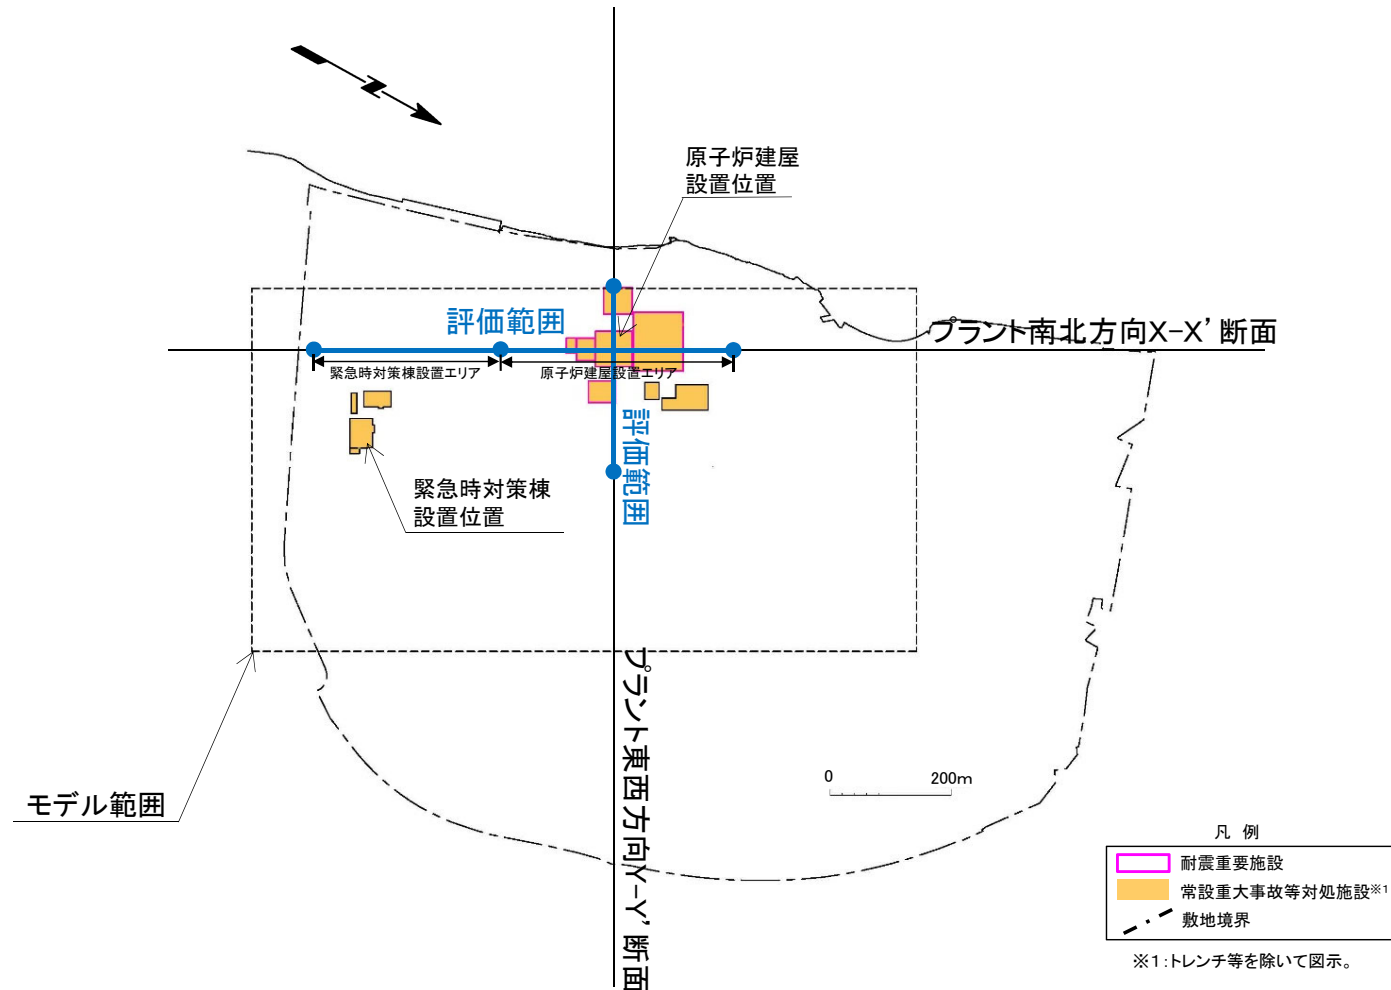 原子炉建屋
設置位置
評価範囲
プラント南北方向X-X’断面
緊急時対策棟設置エリア
原子炉建屋設置エリア
評価範囲
緊急時対策棟
設置位置
プラント東西方向Y-Y’断面
モデル範囲
0 200m
凡 例
耐震重要施設
常設重大事故等対処施設※1
敷地境界
※1:トレンチ等を除いて図示。